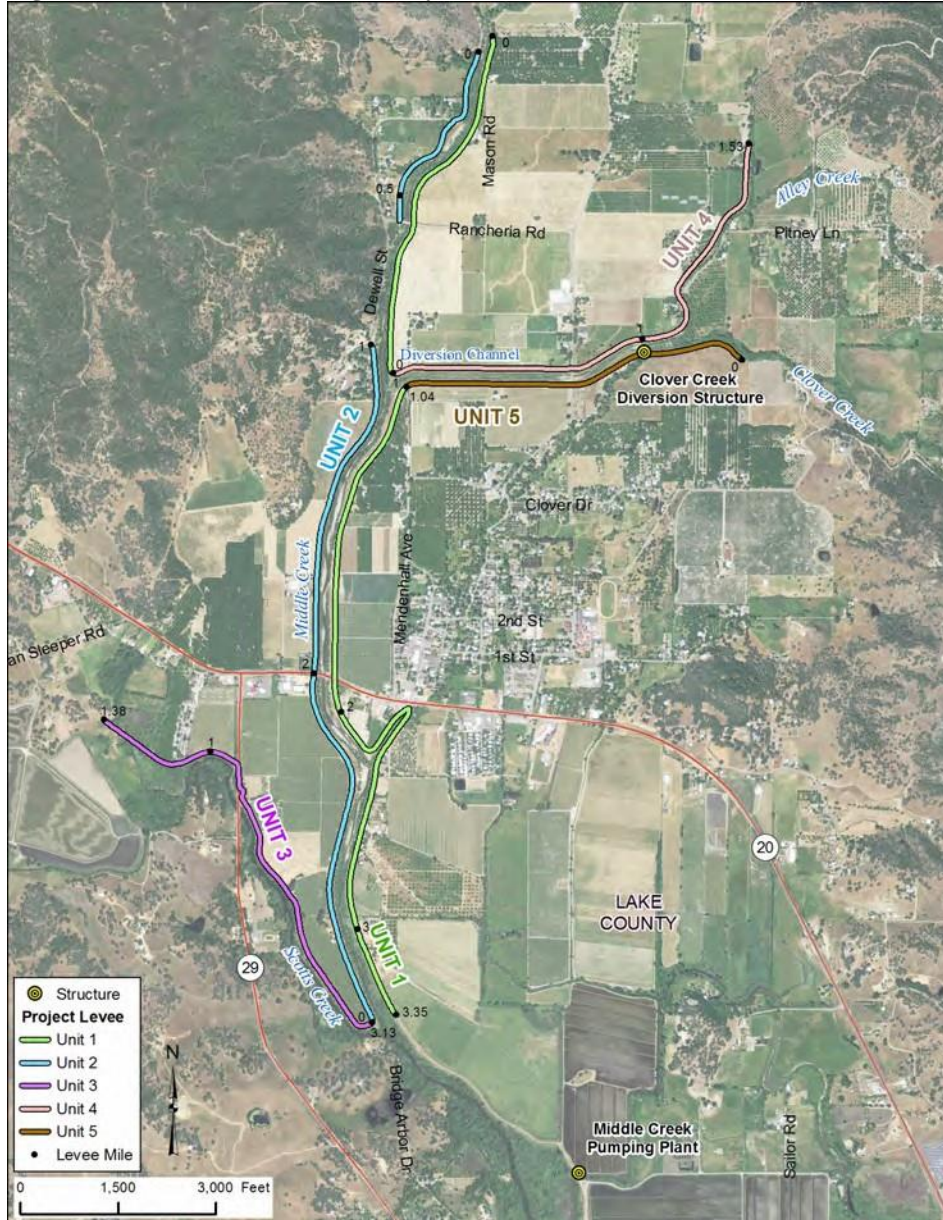 0
0
Mason Rd
1.53
Alley Creek
0.5
Rancheria Rd
Pitney Ln
UNIT 4
Dewell St
1
Diversion Channel
1
0
0
1.04
Clover Creek
Diversion Structure
Clover Creek
UNIT 5
UNIT 2
Clover Dr
Middle Creek
Mendenhall Ave
2nd St
1st St
an Sleeper Rd
2
1.38
2
1
UNIT 3
20
LAKE
COUNTY
3
UNIT 1
29
Scotts Creek
0
3.13
3.35
Bridge Arbor Dr
Middle Creek
Pumping Plant
Sailor Rd
Structure
Project Levee
Unit 1
Unit 2
Unit 3
Unit 4
Unit 5
Levee Mile
N
0 1,500 3,000 Feet